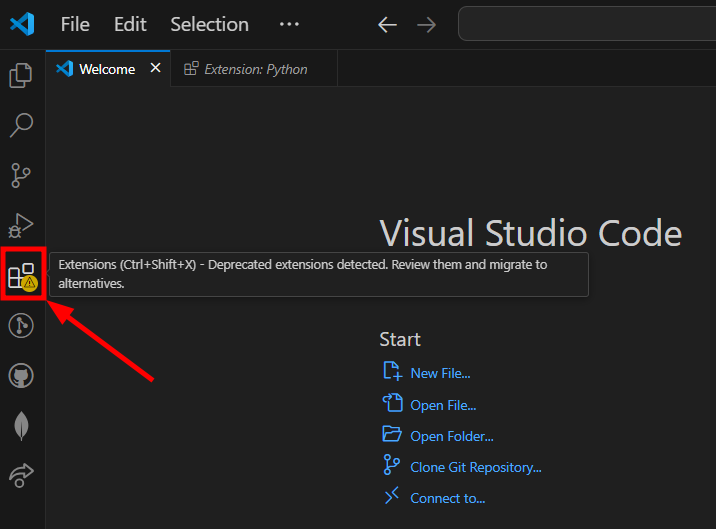 File Edit Selection ···
Welcome Extension: Python
Visual Studio Code
Extensions (Ctrl+Shift+X) - Deprecated extensions detected. Review them and migrate to
alternatives.
Start
New File...
Open File...
Open Folder...
Clone Git Repository...
Connect to...